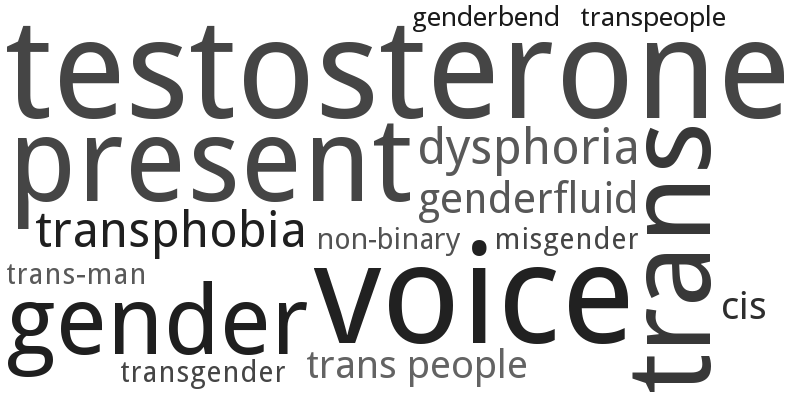 genderbend transpeople
testosterone
present
dysphoria
trans
genderfluid
transphobia
non-binary
misgender
trans-man
gender
voice
cis
transgender
trans people